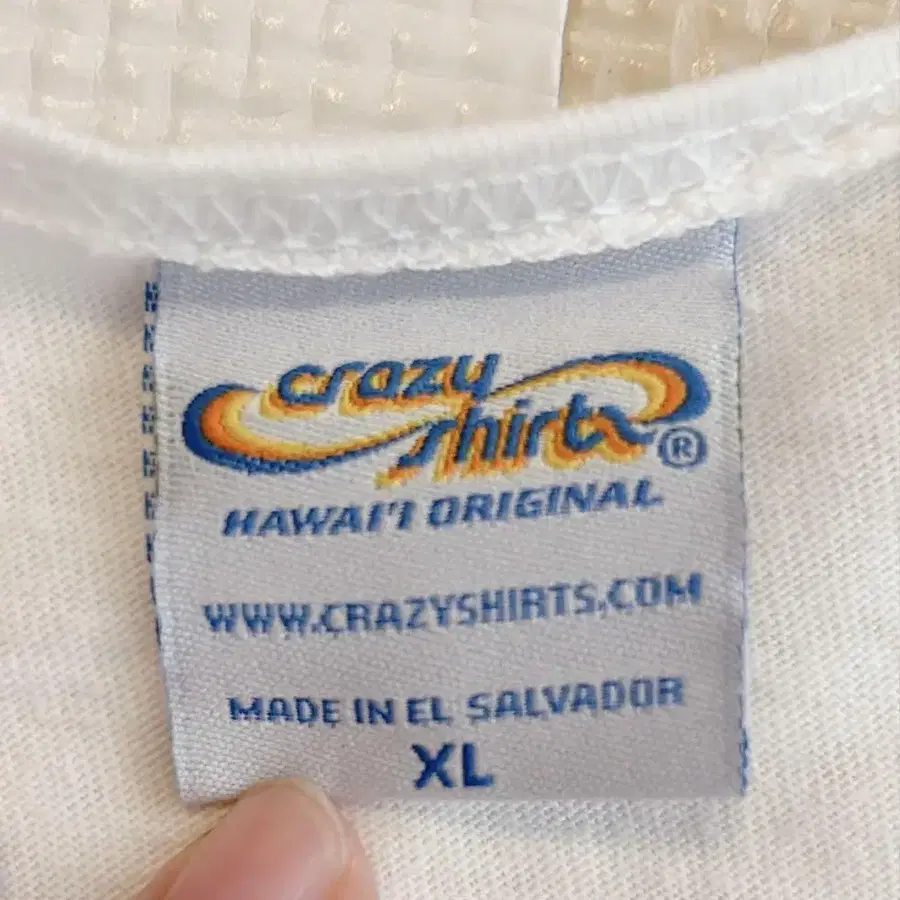 crazy
shirts®
HAWAI'I ORIGINAL
WWW.CRAZYSHIRTS.COM
MADE IN EL SALVADOR
XL